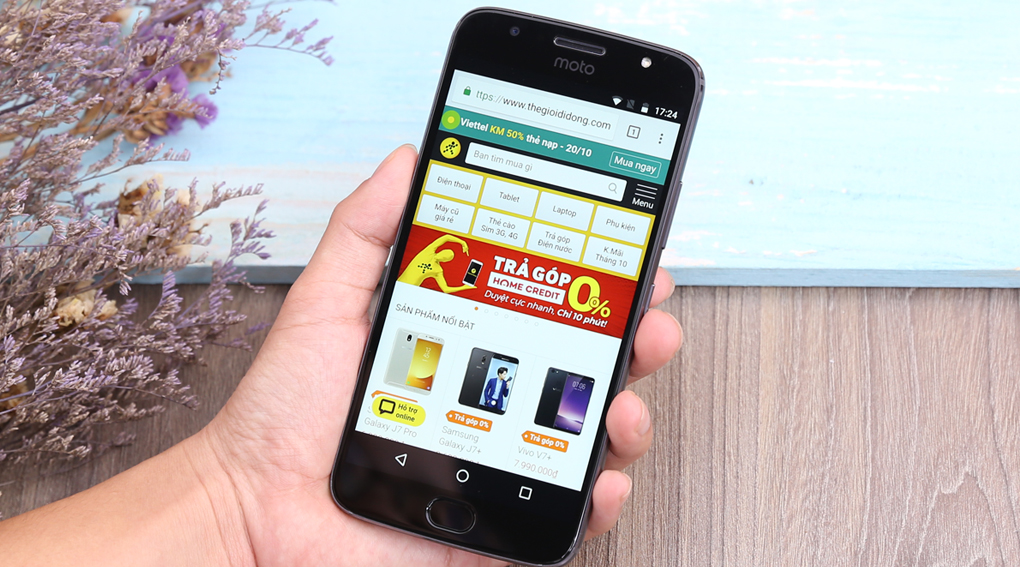 moto
17:24
ttps://www.thegioididong.com
1
Viettel KM 50% thẻ nạp - 20/10
Mua ngay
Bạn tìm mua gì
Menu
Điện thoại
Tablet
Laptop
Phụ kiện
Máy cũ
giá rẻ
Thẻ cào
Sim 3G, 4G
Trả góp
Điện nước
K.Mãi
Tháng 10
TRẢ GÓP
HOME CREDIT
0%
Duyệt cực nhanh, Chỉ 10 phút!
SẢN PHẨM NỔI BẬT
Hỗ trợ
online
Galaxy J7 Pro
Trả góp 0%
Samsung
Galaxy J7+
07:06
Trả góp 0%
Vivo V7+
7.990.000₫